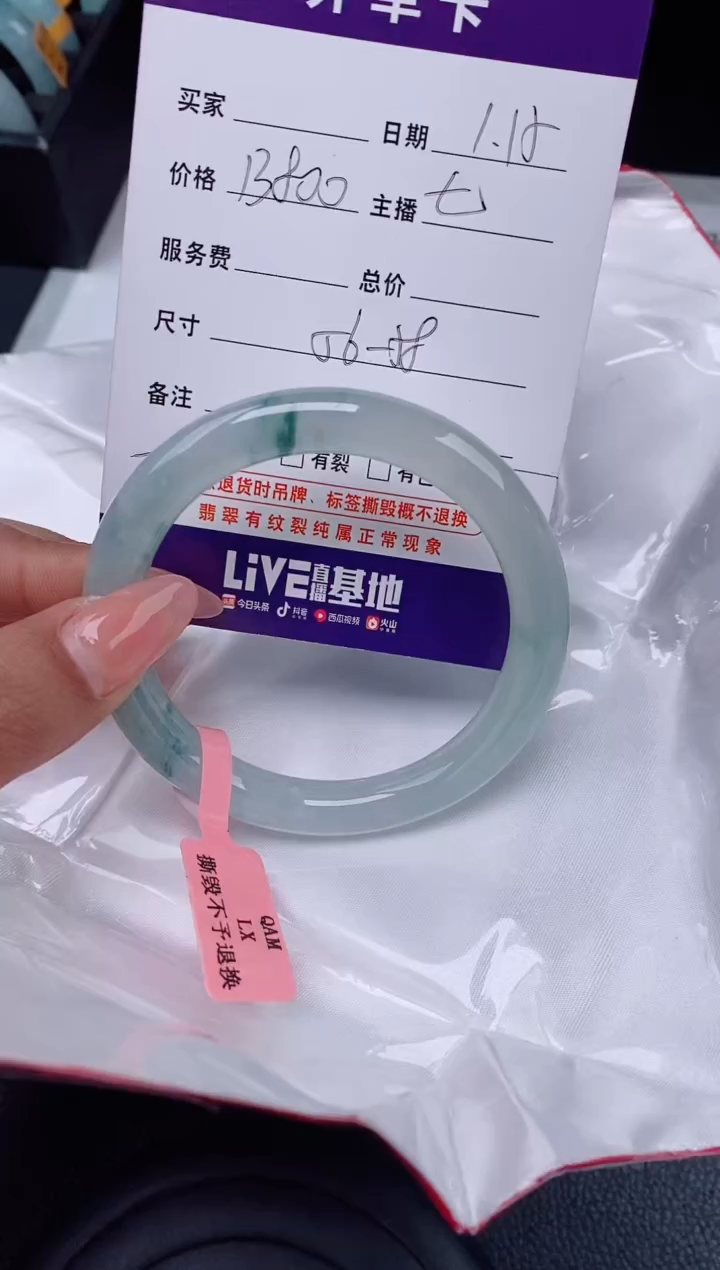 开单卡
买家 日期 1.18
价格 13800 主播 七
服务费 总价
尺寸 56-58
备注
有裂
退货时吊牌、标签撕毁概不退换
翡翠有纹裂纯属正常现象
LiVE直播基地
今日头条 抖音 西瓜视频 火山
QAM
LX
撕毁不予退换